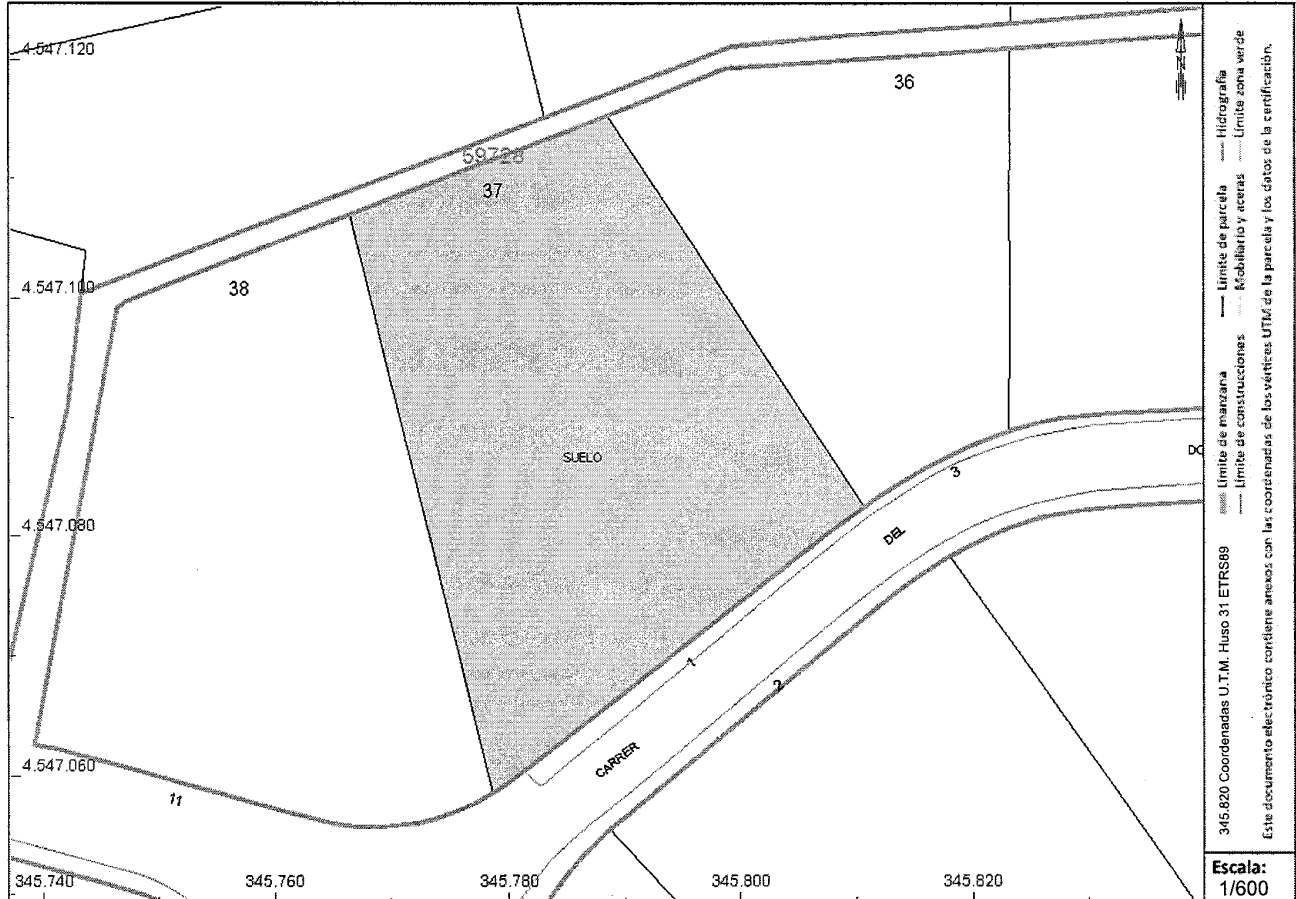 4.547.120
36
59728
37
4.547.100
38
SUELO
3
DO
4.547.080
DEL
1
2
4.547.060
CARRER
11
345.740
345.760
345.780
345.800
345.820
N
345.820 Coordenadas U.T.M. Huso 31 ETRS89
Límite de manzana
Límite de parcela
Hidrografía
Límite de construcciones
Mobiliario y aceras
Límite zona verde
Este documento electrónico contiene anexos con las coordenadas de los vértices UTM de la parcela y los datos de la certificación.
Escala:
1/600